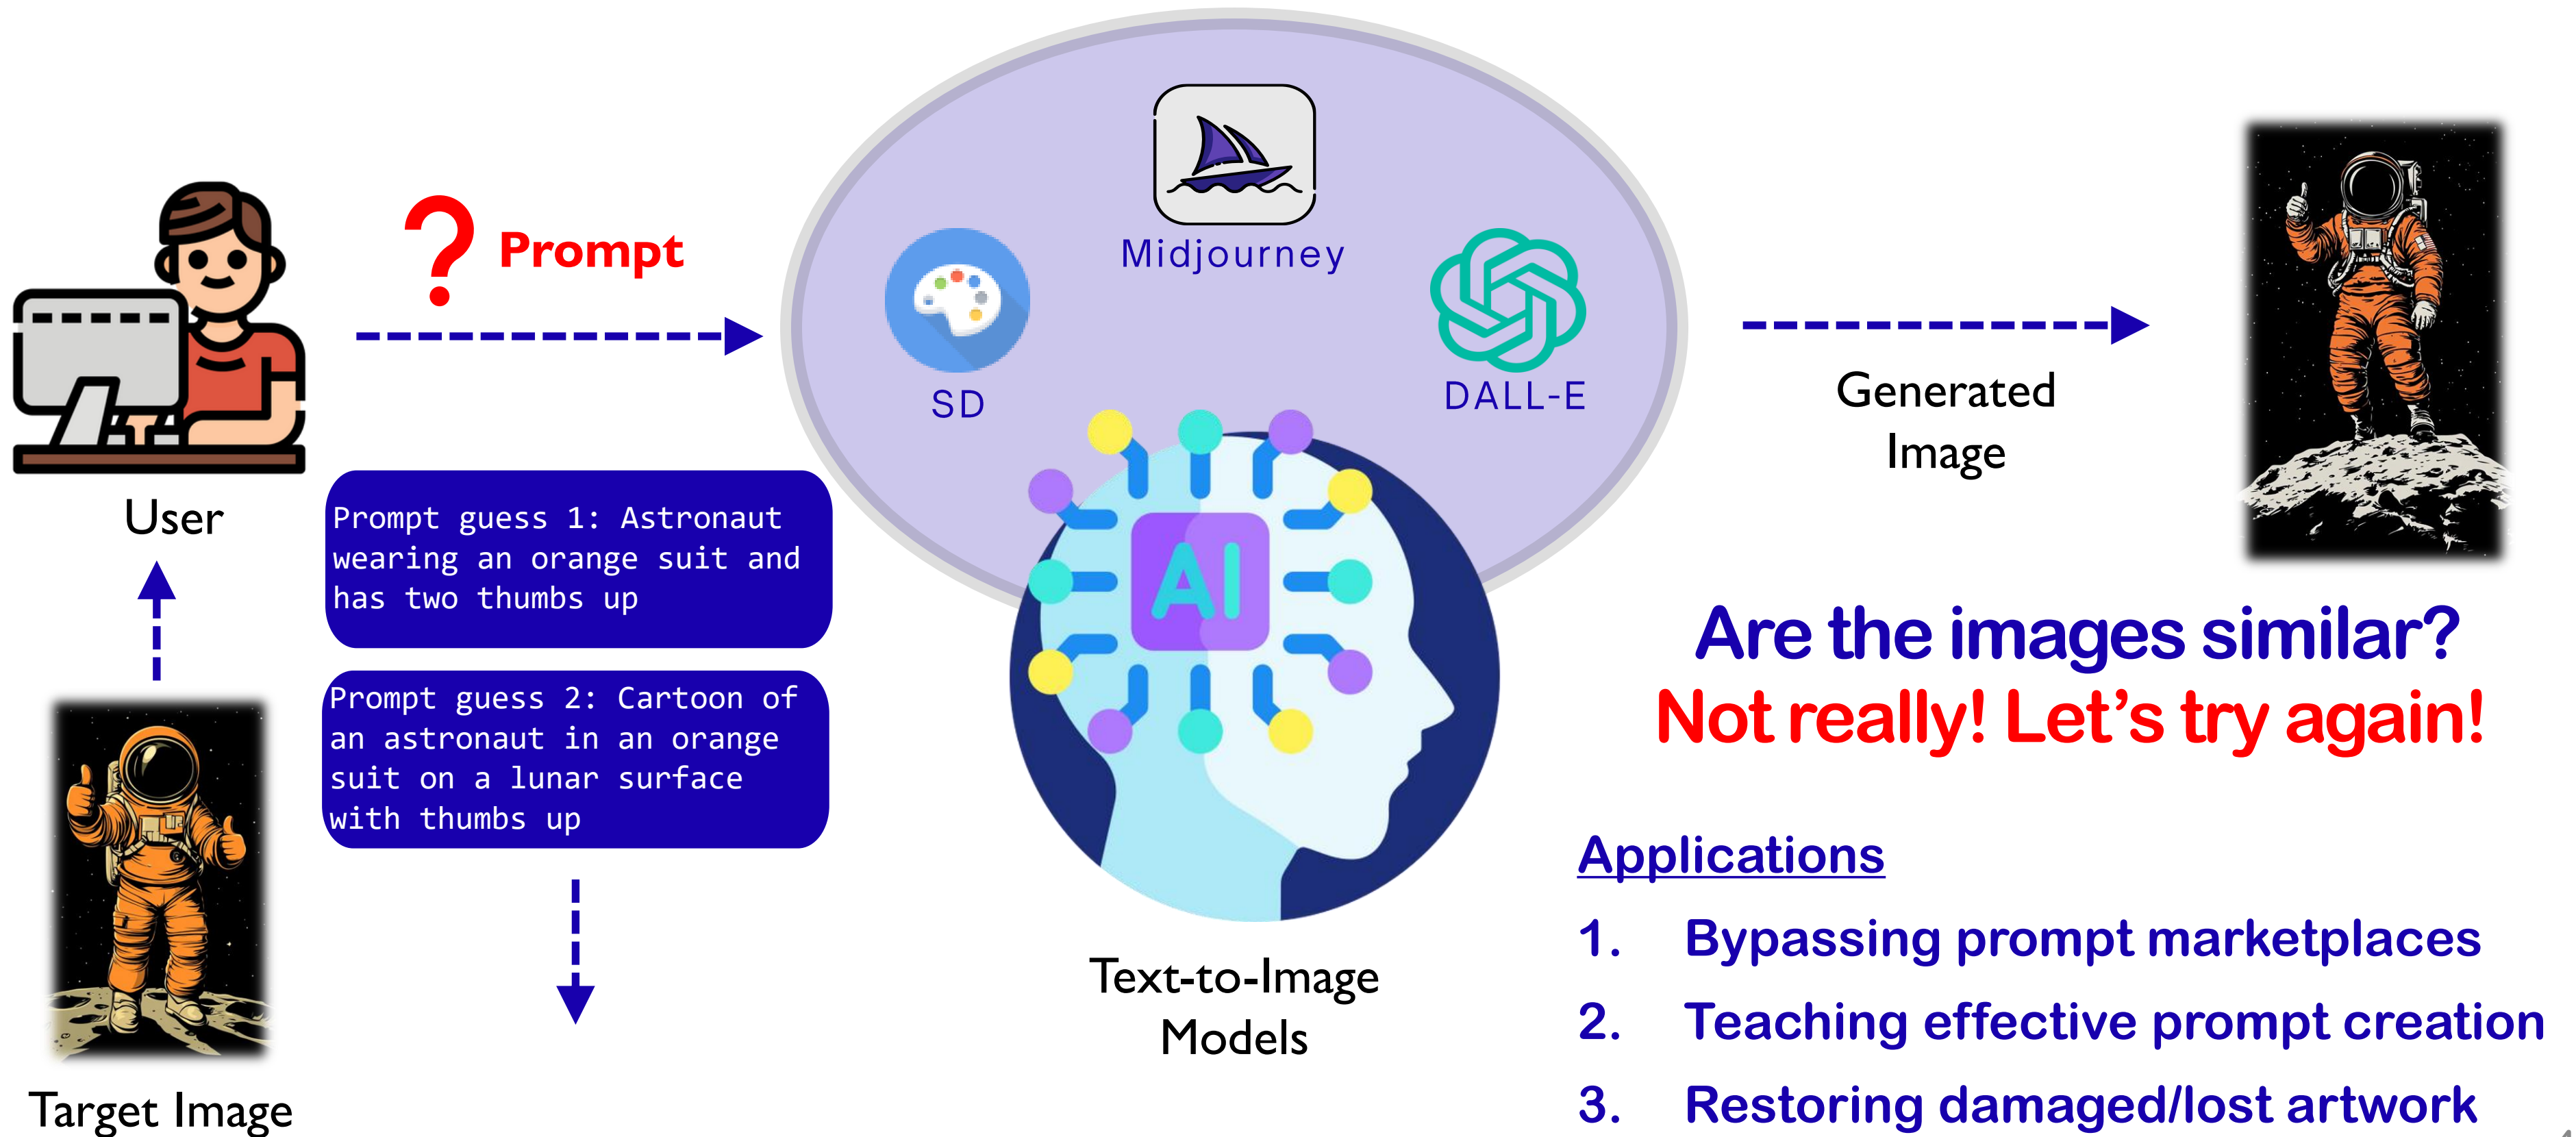 ? Prompt
User
Prompt guess 1: Astronaut
wearing an orange suit and
has two thumbs up
Prompt guess 2: Cartoon of
an astronaut in an orange
suit on a lunar surface
with thumbs up
Target Image
Midjourney
SD
DALL-E
AI
Text-to-Image
Models
Generated
Image
Are the images similar?
Not really! Let’s try again!
Applications
1. Bypassing prompt marketplaces
2. Teaching effective prompt creation
3. Restoring damaged/lost artwork